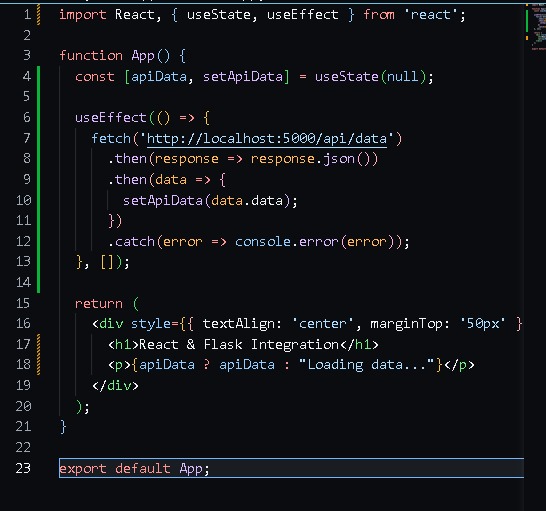 1 import React, { useState, useEffect } from 'react';
2
3 function App() {
4   const [apiData, setApiData] = useState(null);
5
6   useEffect(() => {
7     fetch('http://localhost:5000/api/data')
8       .then(response => response.json())
9       .then(data => {
10         setApiData(data.data);
11       })
12       .catch(error => console.error(error));
13   }, []);
14
15   return (
16     <div style={{ textAlign: 'center', marginTop: '50px' }
17       <h1>React & Flask Integration</h1>
18       <p>{apiData ? apiData : "Loading data..."}</p>
19     </div>
20   );
21 }
22
23 export default App;